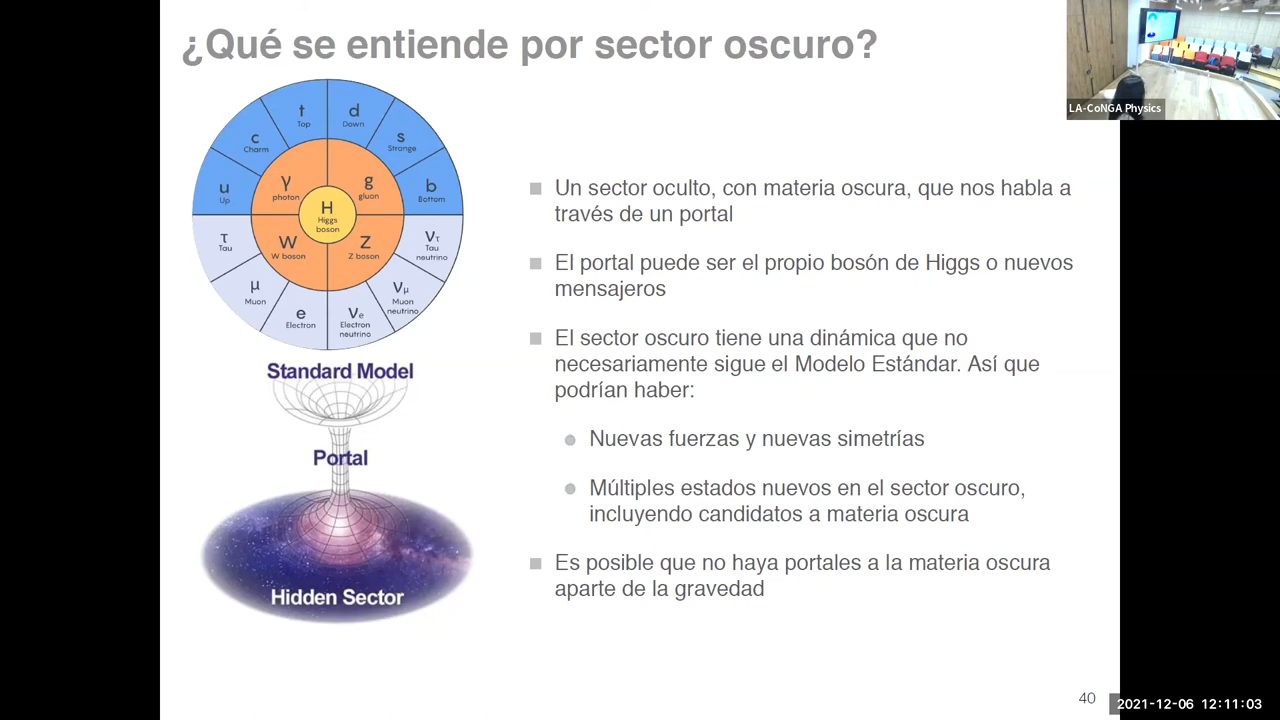 ¿Qué se entiende por sector oscuro?
LA-CoNGA Physics
t
Top
d
Down
c
Charm
s
Strange
u
Up
b
Bottom
γ
photon
g
gluon
H
Higgs
boson
W
W boson
Z
Z boson
τ
Tau
ντ
Tau
neutrino
μ
Muon
νμ
Muon
neutrino
e
Electron
νe
Electron
neutrino
Standard Model
Portal
Hidden Sector
Un sector oculto, con materia oscura, que nos habla a
través de un portal
El portal puede ser el propio bosón de Higgs o nuevos
mensajeros
El sector oscuro tiene una dinámica que no
necesariamente sigue el Modelo Estándar. Así que
podrían haber:
Nuevas fuerzas y nuevas simetrías
Múltiples estados nuevos en el sector oscuro,
incluyendo candidatos a materia oscura
Es posible que no haya portales a la materia oscura
aparte de la gravedad
40
2021-12-06 12:11:03